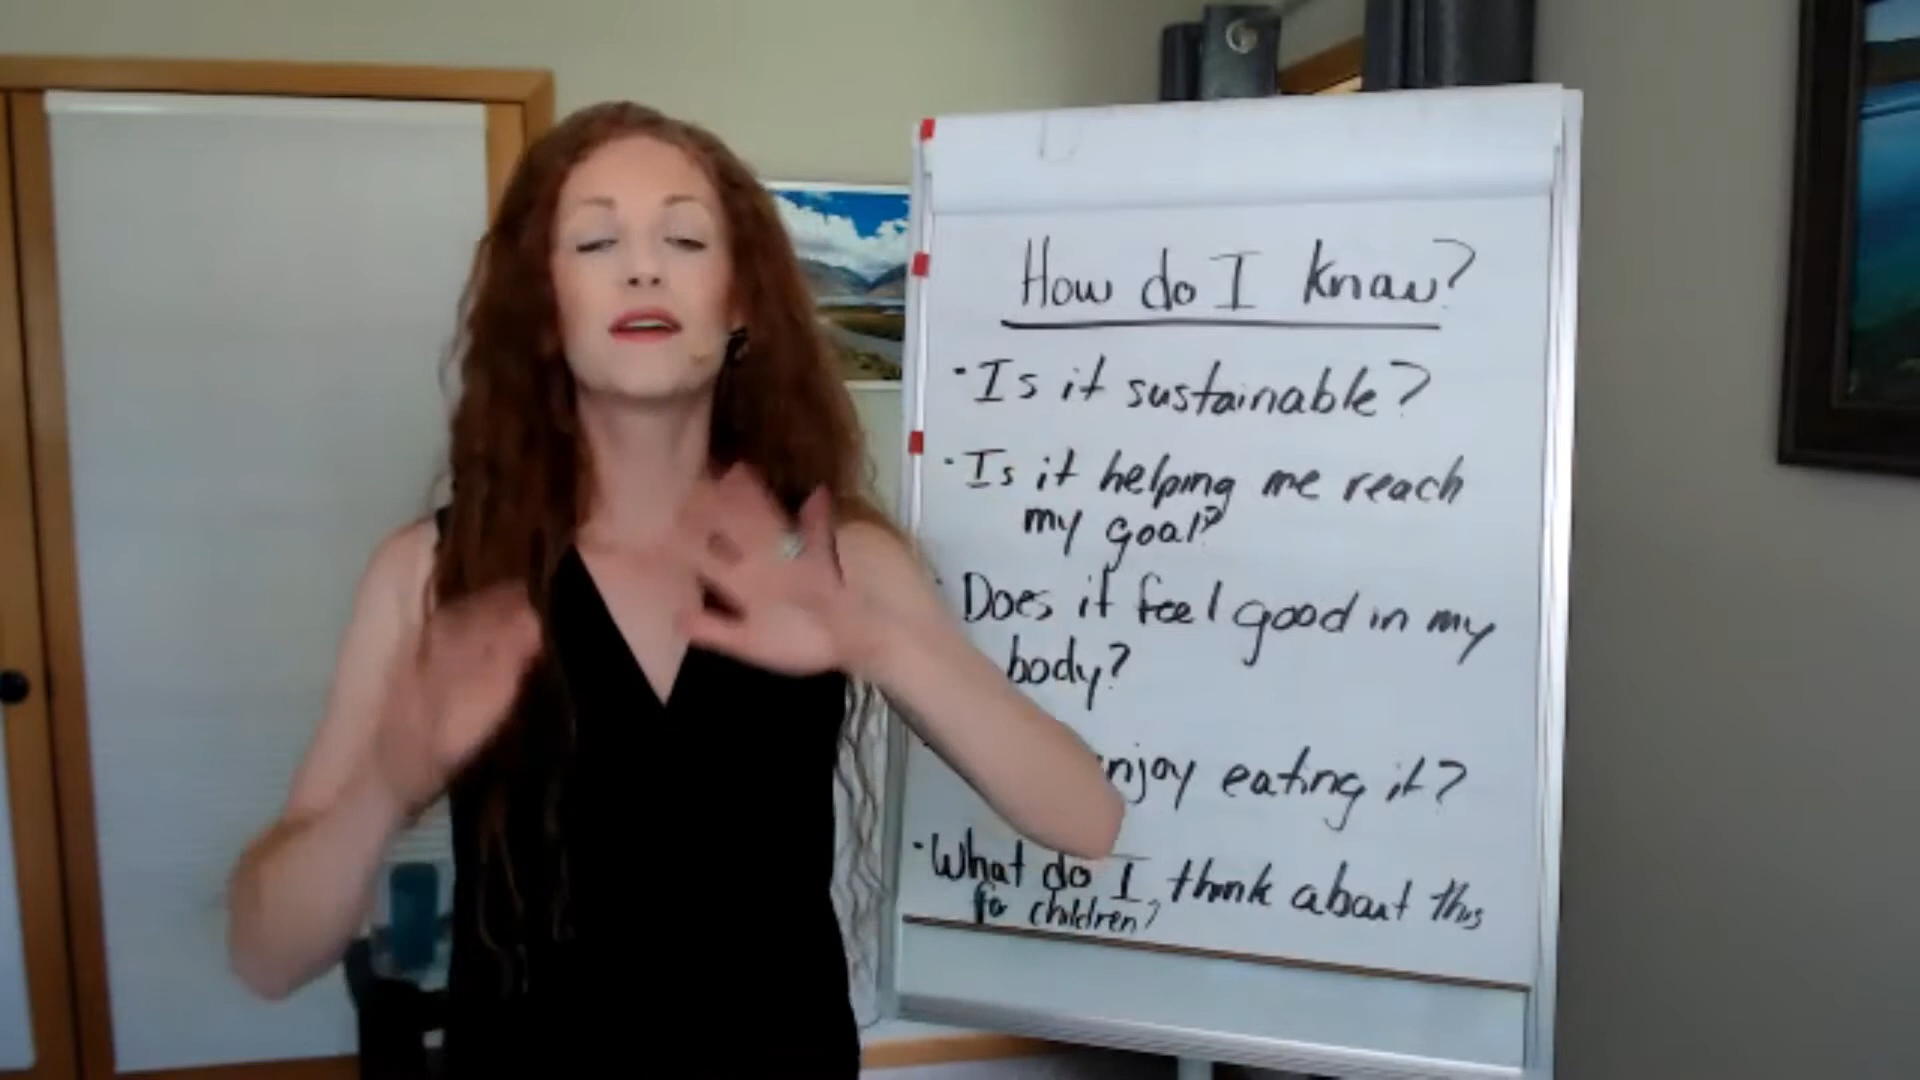 How do I know?
· Is it sustainable?
· Is it helping me reach
my goal?
· Does it feel good in my
body?
njoy eating it?
· What do I think about this
for children?